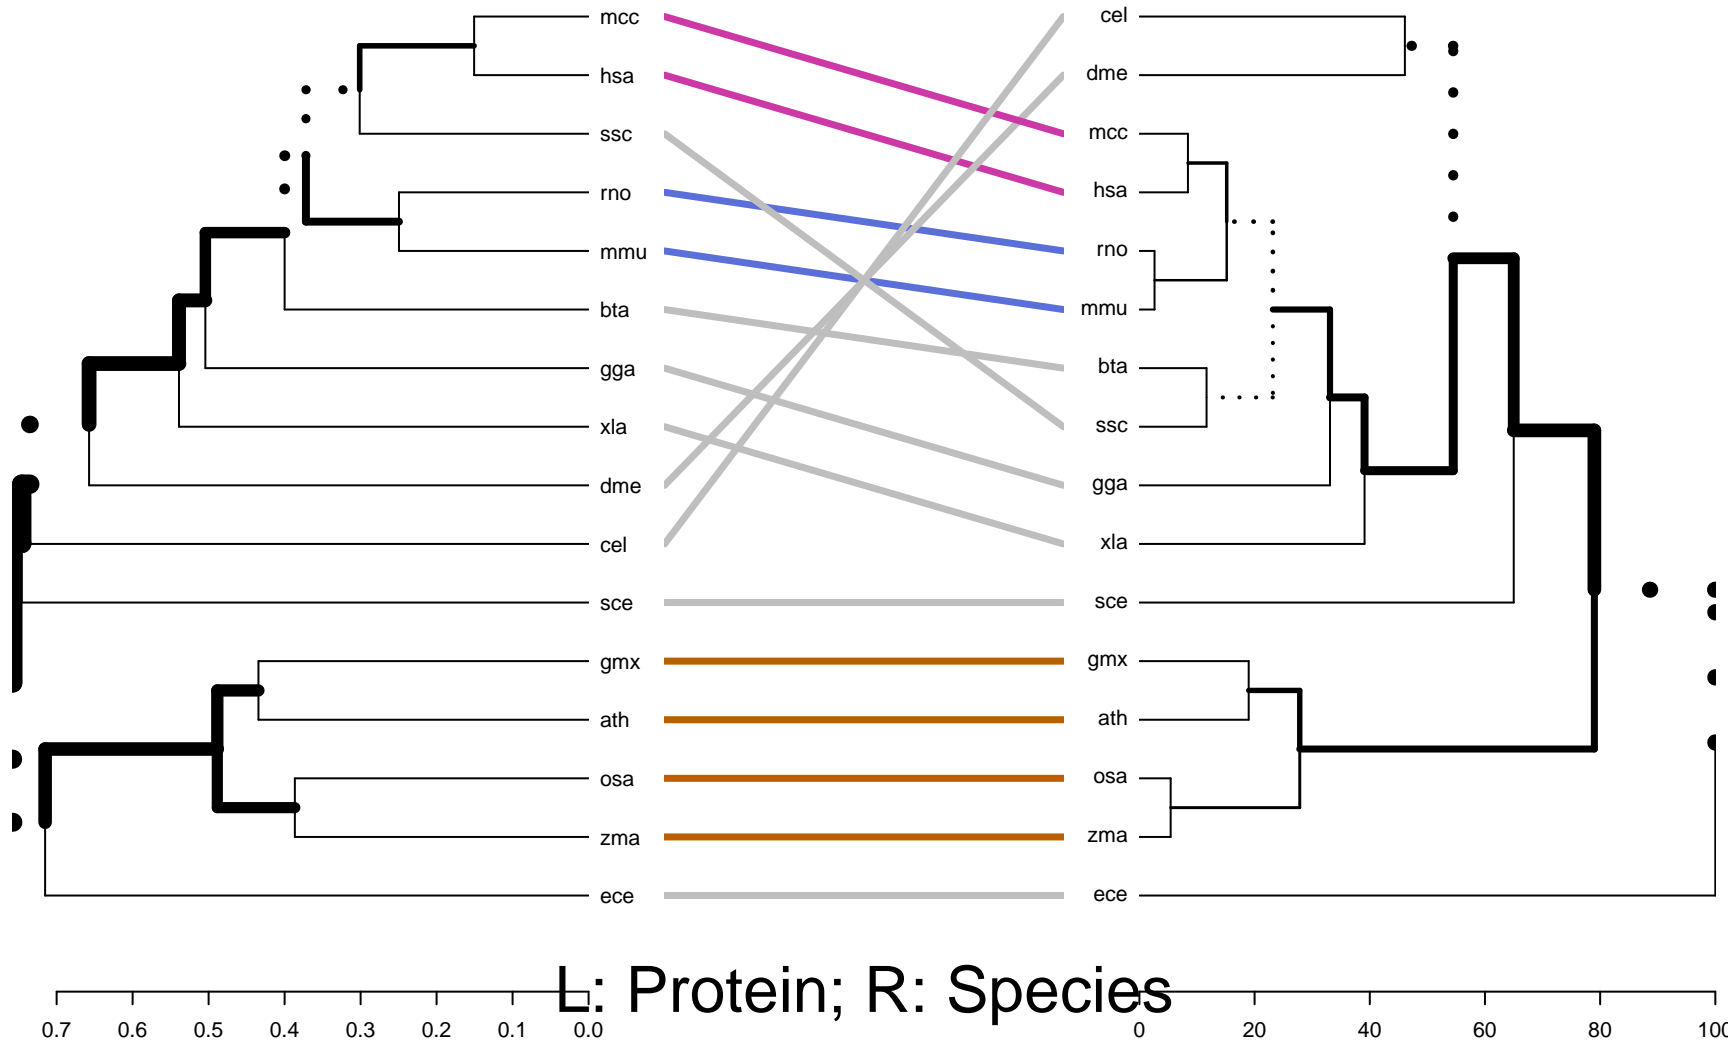 mcc cel
hsa dme
ssc mcc
rno hsa
mmu rno
bta mmu
gga bta
xla ssc
dme gga
cel xla
sce sce
gmx gmx
ath ath
osa osa
zma zma
ece ece
L: Protein; R: Species
0.7 0.6 0.5 0.4 0.3 0.2 0.1 0.0 0 20 40 60 80 100